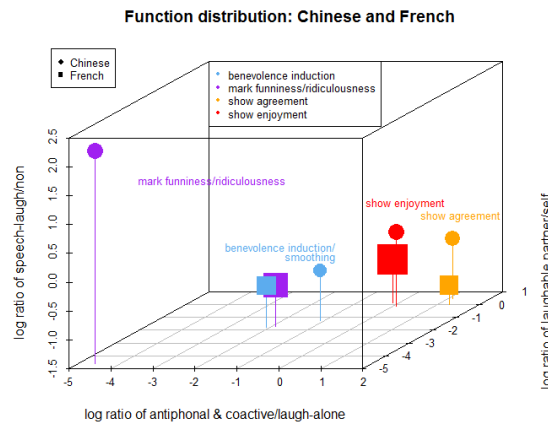 Function distribution: Chinese and French
Chinese
French
benevolence induction
mark funniness/ridiculousness
show agreement
show enjoyment
mark funniness/ridiculousness
show enjoyment
show agreement
benevolence induction/
smoothing
log ratio of speech-laugh/non
2.5
2.0
1.5
1.0
0.5
0.0
-0.5
-1.0
-1.5
-5
-4
-3
-2
-1
0
1
2
log ratio of antiphonal & coactive/laugh-alone
-5
-4
-3
-2
-1
0
1
log ratio of laughable partner/self